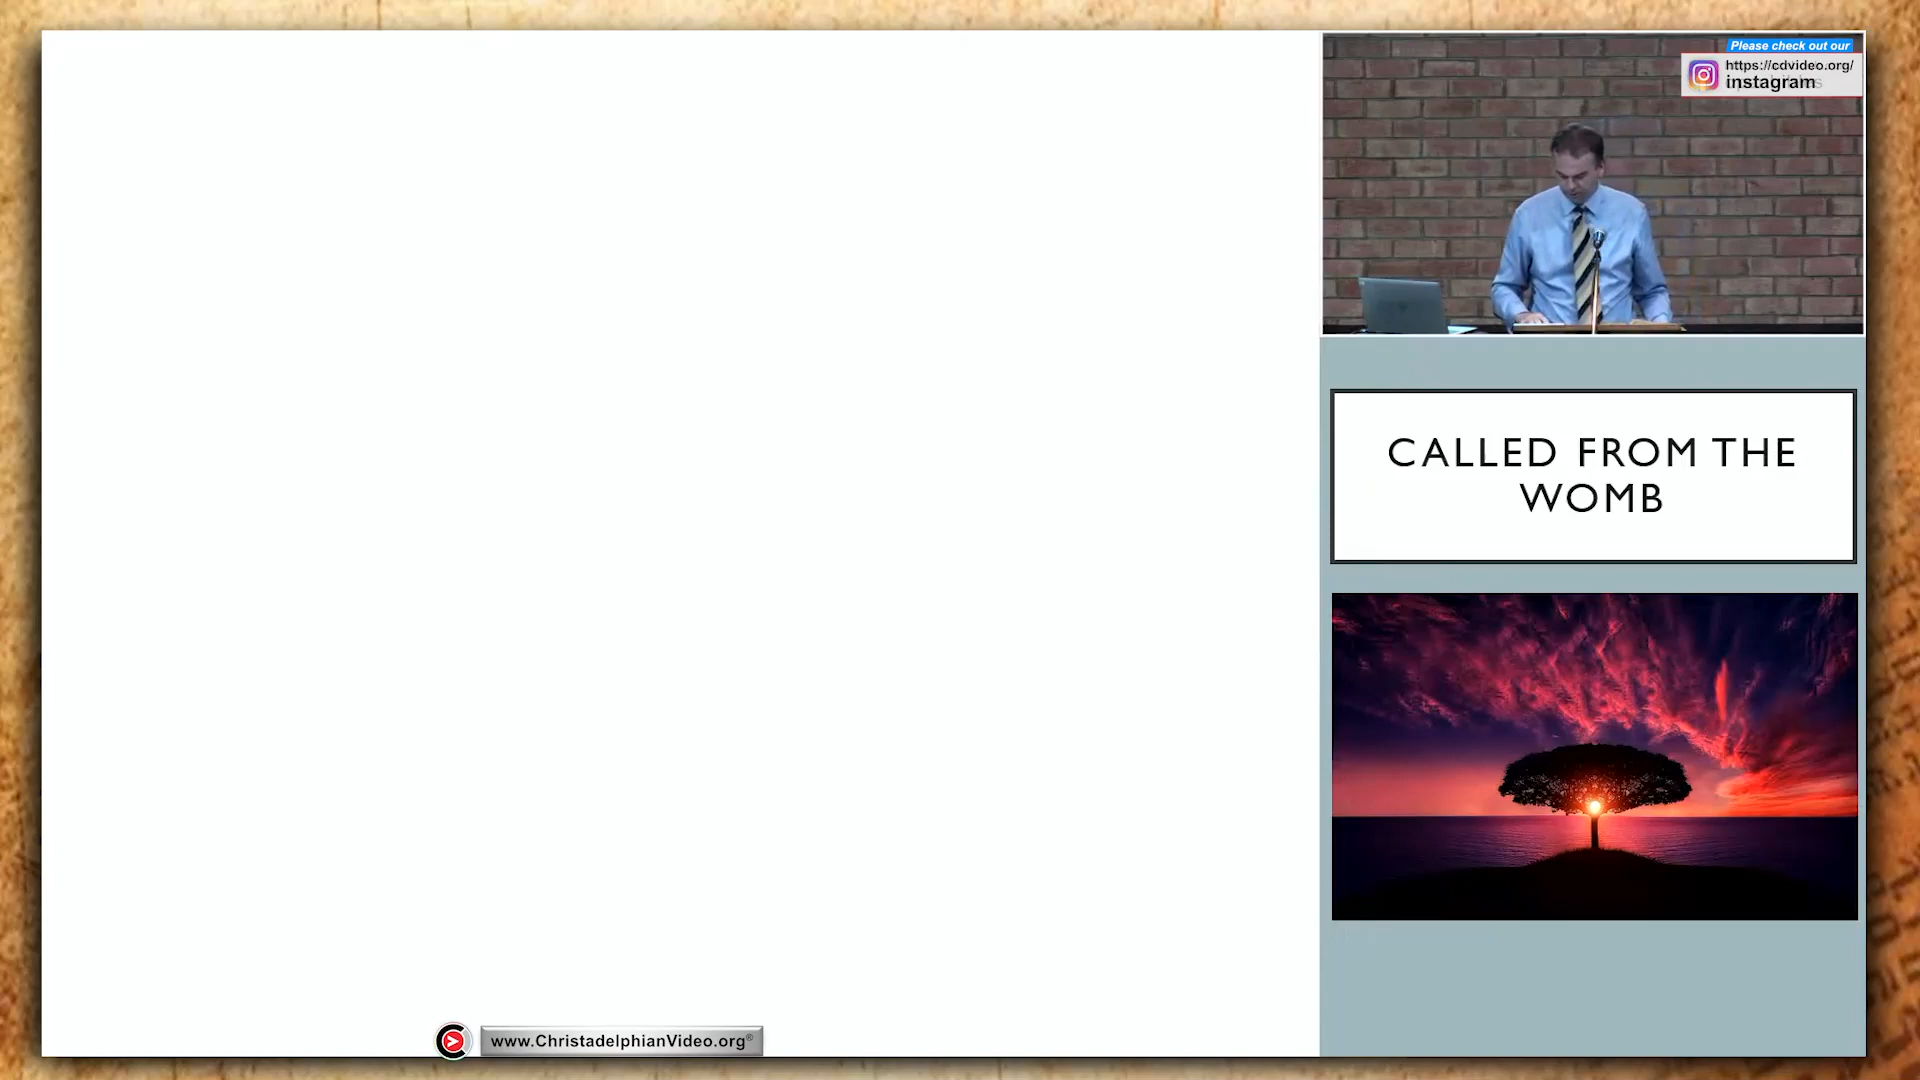 Please check out our
https://cdvideo.org/
instagram
CALLED FROM THE
WOMB
www.ChristadelphianVideo.org®